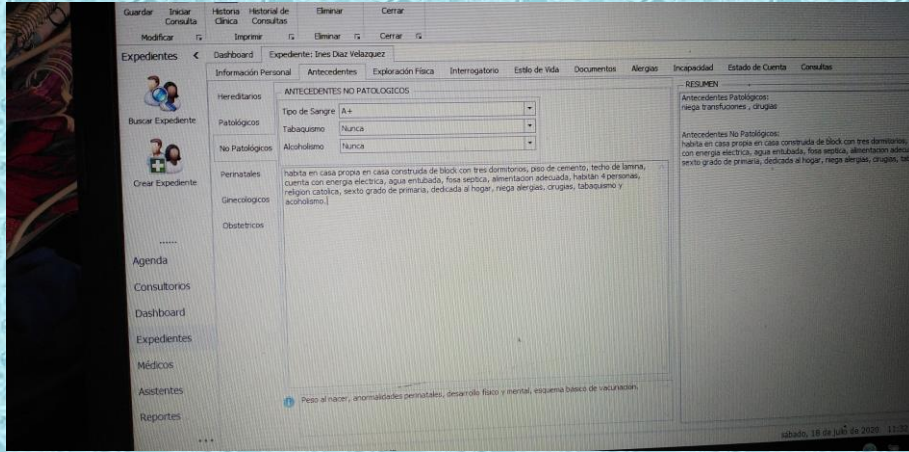 Guardar Iniciar Consulta Historia Clinica Historial de Consultas Eliminar Cerrar
Modificar Imprimir Eliminar Cerrar
Expedientes
Dashboard Expediente: Ines Diaz Velazquez
Información Personal Antecedentes Exploración Física Interrogatorio Estilo de Vida Documentos Alergias Incapacidad Estado de Cuenta Consultas
Buscar Expediente
Crear Expediente
......
Agenda
Consultorios
Dashboard
Expedientes
Médicos
Asistentes
Reportes
Hereditarios
Patológicos
No Patológicos
Perinatales
Ginecologicos
Obstetricos
ANTECEDENTES NO PATOLOGICOS
Tipo de Sangre A+
Tabaquismo Nunca
Alcoholismo Nunca
habita en casa propia en casa construida de block con tres dormitorios, piso de cemento, techo de lamina,
cuenta con energia electrica, agua entubada, fosa septica, alimentacion adecuada, habitán 4 personas,
religion catolica, sexto grado de primaria, dedicada al hogar, niega alergias, crugias, tabaquismo y
acoholismo.
Peso al nacer, anormalidades perinatales, desarrollo físico y mental, esquema básico de vacunación.
RESUMEN
Antecedentes Patológicos:
niega transfuciones , cirugias
Antecedentes No Patológicos:
habita en casa propia en casa construida de block con tres dormitorios,
con energia electrica, agua entubada, fosa septica, alimentacion
sexto grado de primaria, dedicada al hogar, niega alergias, crugias,
sábado, 18 de julio de 2020